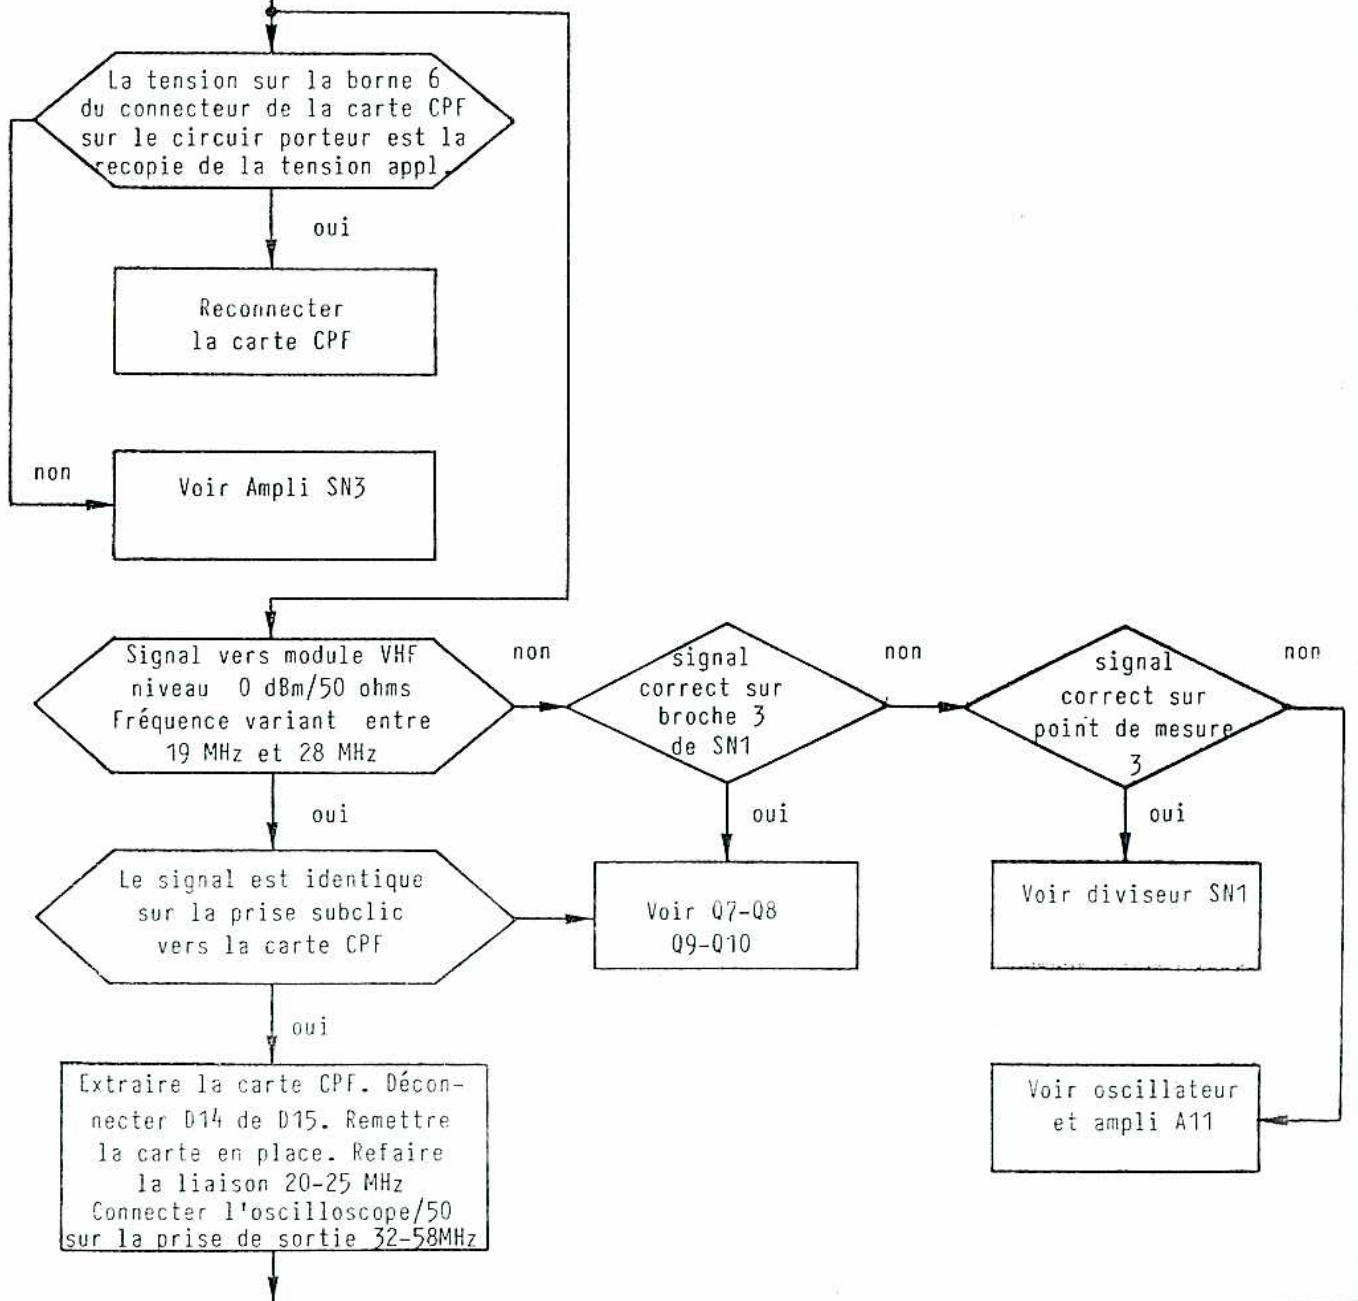 La tension sur la borne 6
du connecteur de la carte CPF
sur le circuir porteur est la
recopie de la tension appl.
oui
Reconnecter
la carte CPF
non
Voir Ampli SN3
Signal vers module VHF
niveau 0 dBm/50 ohms
Fréquence variant entre
19 MHz et 28 MHz
non
signal
correct sur
broche 3
de SN1
non
signal
correct sur
point de mesure
3
non
oui
oui
oui
Le signal est identique
sur la prise subclic
vers la carte CPF
Voir Q7-Q8
Q9-Q10
Voir diviseur SN1
oui
Extraire la carte CPF. Décon-
necter D14 de D15. Remettre
la carte en place. Refaire
la liaison 20-25 MHz
Connecter l'oscilloscope/50
sur la prise de sortie 32-58MHz
Voir oscillateur
et ampli A11